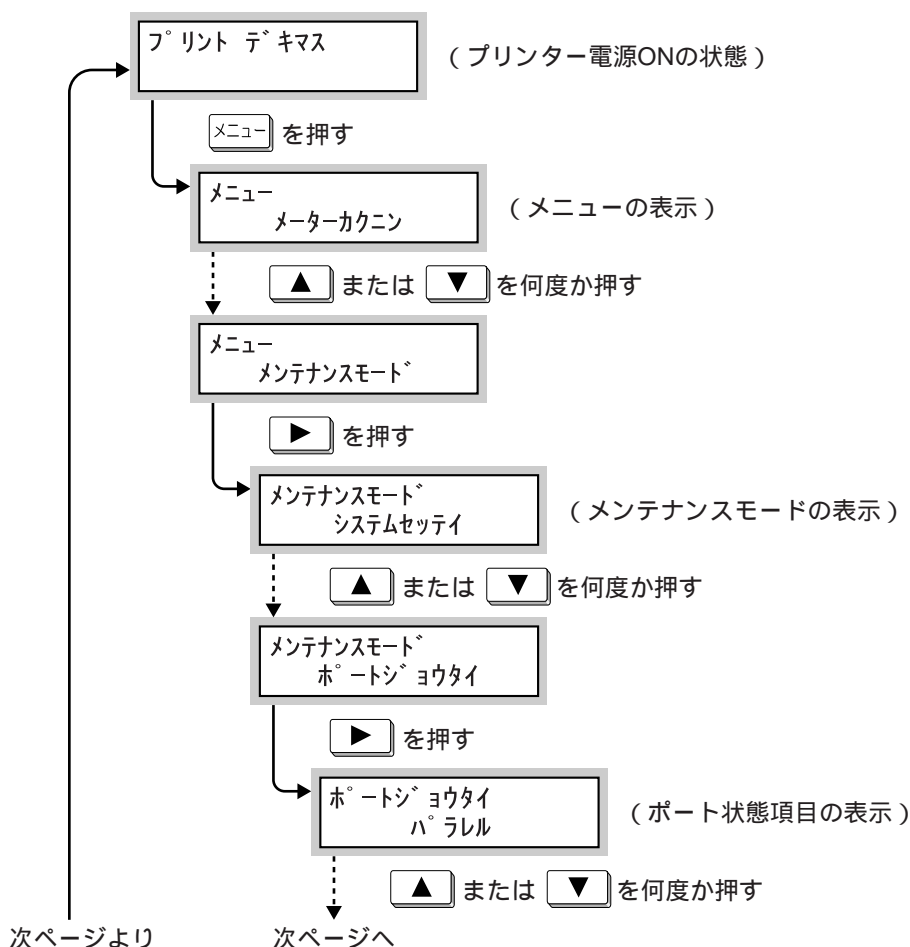 プリント デキマス
(プリンター電源ONの状態)
メニュー を押す
メニュー
メーターカクニン
(メニューの表示)
▲ または ▼ を何度か押す
メニュー
メンテナンスモード
▶ を押す
メンテナンスモード
システムセッテイ
(メンテナンスモードの表示)
▲ または ▼ を何度か押す
メンテナンスモード
ポートジョウタイ
▶ を押す
ポートジョウタイ
パラレル
(ポート状態項目の表示)
▲ または ▼ を何度か押す
次ページより
次ページへ